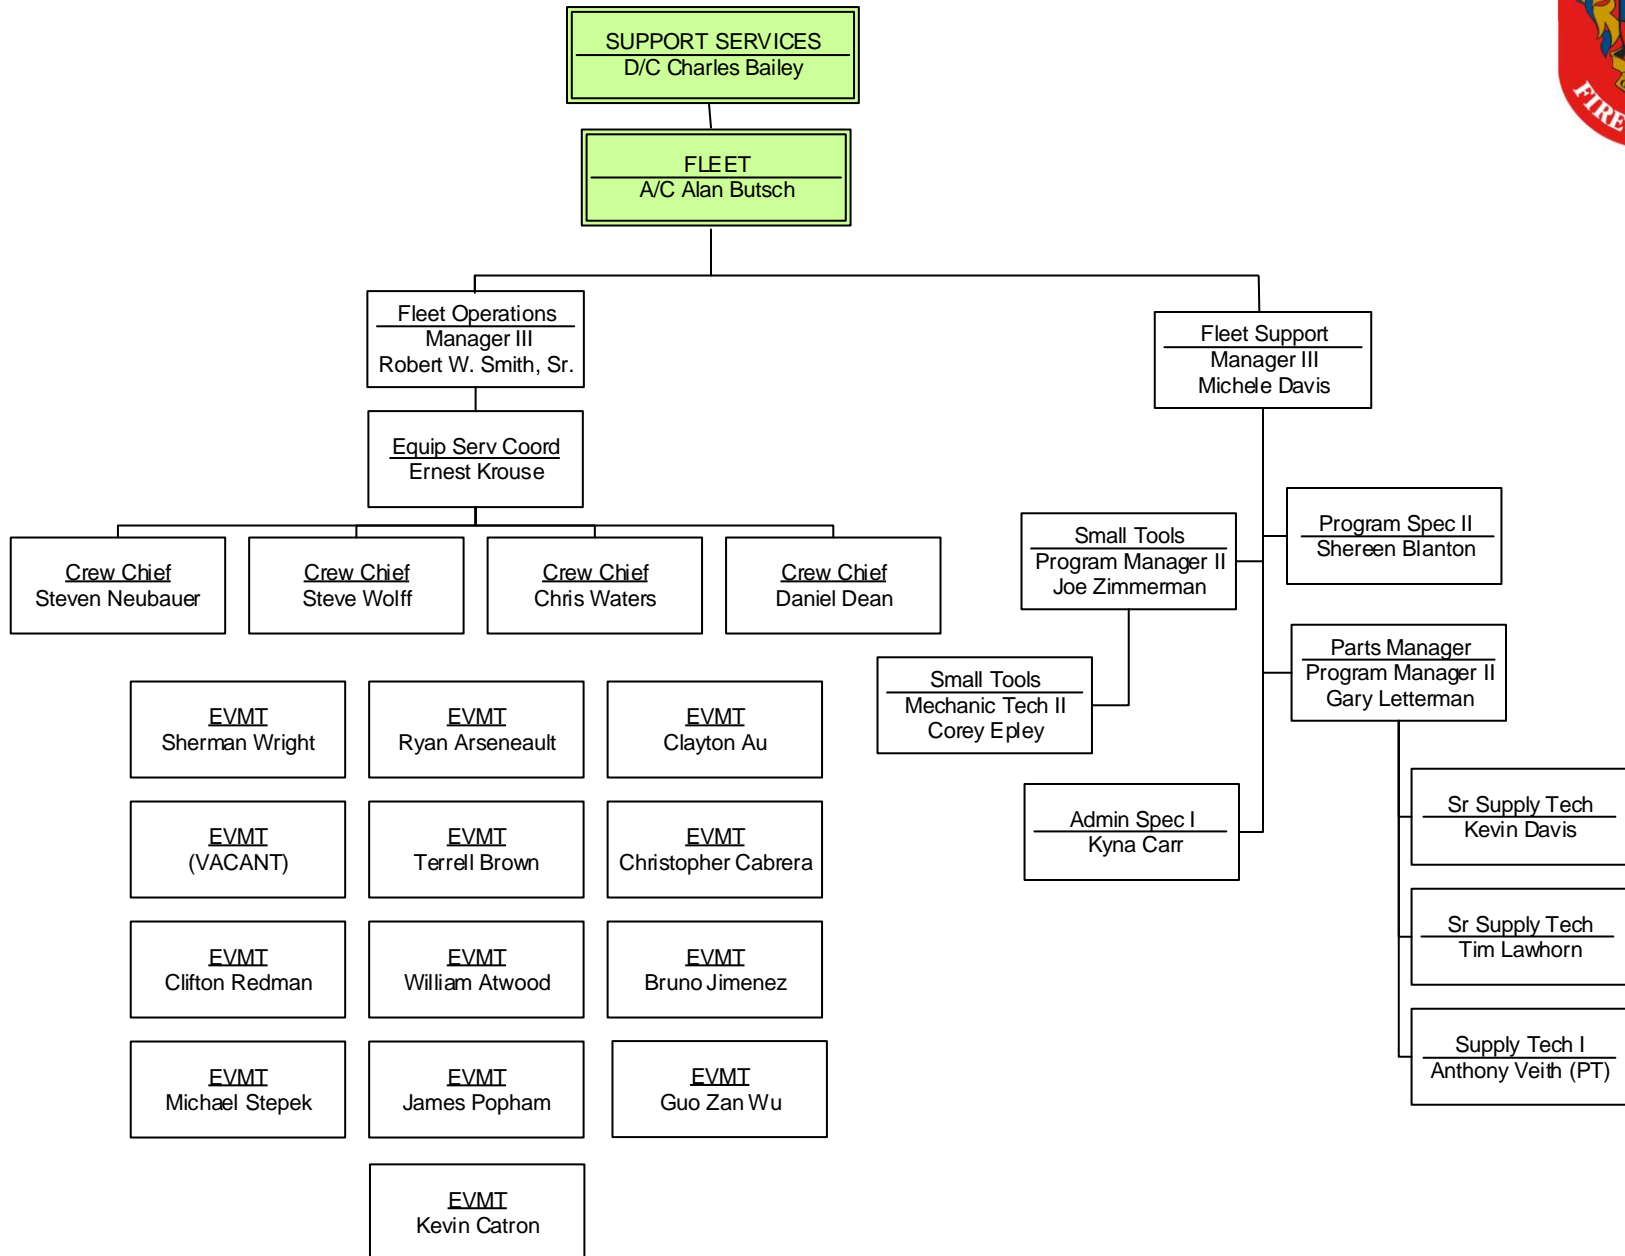 SUPPORT SERVICES
D/C Charles Bailey
FIRE
FLEET
A/C Alan Butsch
Fleet Operations
Manager III
Robert W. Smith, Sr.
Fleet Support
Manager III
Michele Davis
Equip Serv Coord
Ernest Krouse
Crew Chief
Steven Neubauer
Crew Chief
Steve Wolff
Crew Chief
Chris Waters
Crew Chief
Daniel Dean
Small Tools
Program Manager II
Joe Zimmerman
Program Spec II
Shereen Blanton
Small Tools
Mechanic Tech II
Corey Epley
Parts Manager
Program Manager II
Gary Letterman
Admin Spec I
Kyna Carr
Sr Supply Tech
Kevin Davis
Sr Supply Tech
Tim Lawhorn
Supply Tech I
Anthony Veith (PT)
EVMT
Sherman Wright
EVMT
Ryan Arseneault
EVMT
Clayton Au
EVMT
(VACANT)
EVMT
Terrell Brown
EVMT
Christopher Cabrera
EVMT
Clifton Redman
EVMT
William Atwood
EVMT
Bruno Jimenez
EVMT
Michael Stepek
EVMT
James Popham
EVMT
Guo Zan Wu
EVMT
Kevin Catron